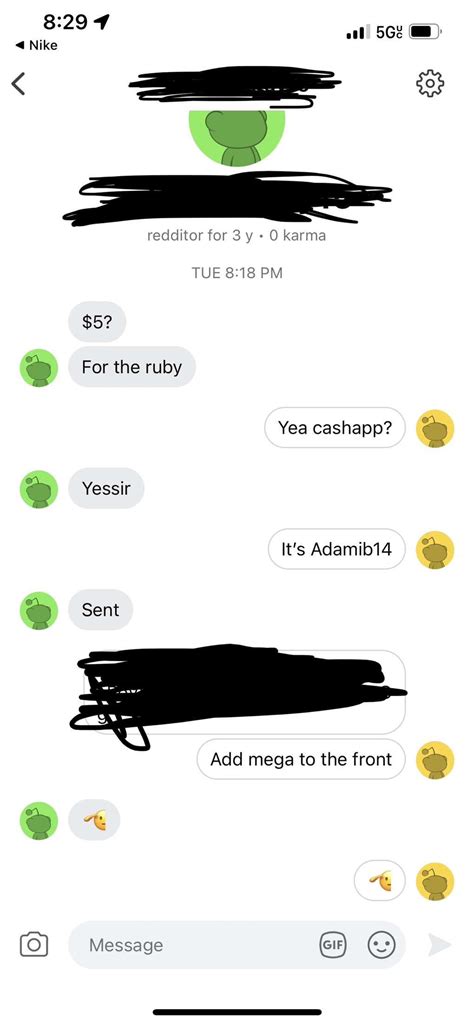 8:29
5G UC
◄ Nike
redditor for 3 y • 0 karma
TUE 8:18 PM
$5?
For the ruby
Yea cashapp?
Yessir
It's Adamib14
Sent
Add mega to the front
🫡
🫡
Message
GIF